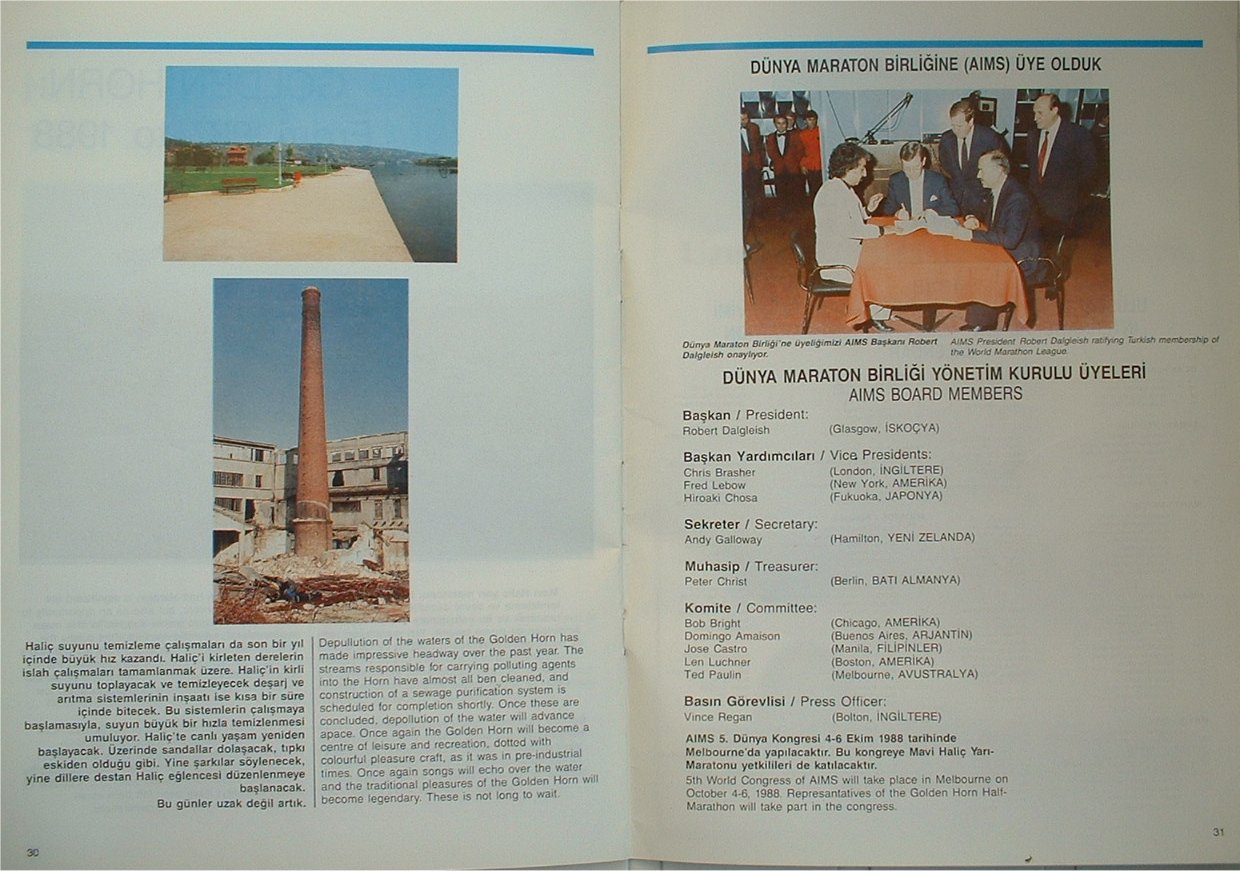 Haliç suyunu temizleme çalışmaları da son bir yıl
içinde büyük hız kazandı. Haliç'i kirleten derelerin
islah çalışmaları tamamlanmak üzere. Haliç'in kirli
suyunu toplayacak ve temizleyecek deşarj ve
arıtma sistemlerinin inşaatı ise kısa bir süre
içinde bitecek. Bu sistemlerin çalışmaya
başlamasıyla, suyun büyük bir hızla temizlenmesi
umuluyor. Haliç'te canlı yaşam yeniden
başlayacak. Üzerinde sandallar dolaşacak, tıpkı
eskiden olduğu gibi. Yine şarkılar söylenecek,
yine dillere destan Haliç eğlencesi düzenlenmeye
başlanacak.
Bu günler uzak değil artık.
Depullution of the waters of the Golden Horn has
made impressive headway over the past year. The
streams responsible for carrying polluting agents
into the Horn have almost all ben cleaned, and
construction of a sewage purification system is
scheduled for completion shortly. Once these are
concluded, depollution of the water will advance
apace. Once again the Golden Horn will become a
centre of leisure and recreation, dotted with
colourful pleasure craft, as it was in pre-industrial
times. Once again songs will echo over the water
and the traditional pleasures of the Golden Horn will
become legendary. These is not long to wait.
30
DÜNYA MARATON BİRLİĞİNE (AIMS) ÜYE OLDUK
Dünya Maraton Birliği'ne üyeliğimizi AIMS Başkanı Robert
Dalgleish onaylıyor.
AIMS President Robert Dalgleish ratifying Turkish membership of
the World Marathon League.
DÜNYA MARATON BİRLİĞİ YÖNETİM KURULU ÜYELERİ
AIMS BOARD MEMBERS
Başkan / President:
Robert Dalgleish (Glasgow, İSKOÇYA)
Başkan Yardımcıları / Vice Presidents:
Chris Brasher (London, İNGİLTERE)
Fred Lebow (New York, AMERİKA)
Hiroaki Chosa (Fukuoka, JAPONYA)
Sekreter / Secretary:
Andy Galloway (Hamilton, YENİ ZELANDA)
Muhasip / Treasurer:
Peter Christ (Berlin, BATI ALMANYA)
Komite / Committee:
Bob Bright (Chicago, AMERİKA)
Domingo Amaison (Buenos Aires, ARJANTİN)
Jose Castro (Manila, FİLİPİNLER)
Len Luchner (Boston, AMERİKA)
Ted Paulin (Melbourne, AVUSTRALYA)
Basın Görevlisi / Press Officer:
Vince Regan (Bolton, İNGİLTERE)
AIMS 5. Dünya Kongresi 4-6 Ekim 1988 tarihinde
Melbourne'da yapılacaktır. Bu kongreye Mavi Haliç Yarı-
Maratonu yetkilileri de katılacaktır.
5th World Congress of AIMS will take place in Melbourne on
October 4-6, 1988. Represantatives of the Golden Horn Half-
Marathon will take part in the congress.
31